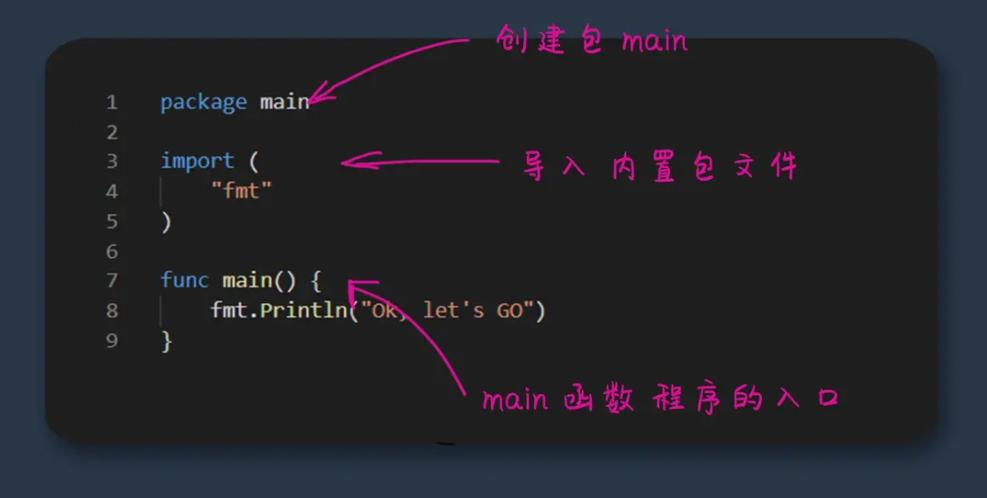 创建包 main
1 package main
2
3 import (
导入 内置包文件
4 "fmt"
5 )
6
7 func main() {
8 fmt.Println("Ok, let's GO")
9 }
main 函数 程序的入口